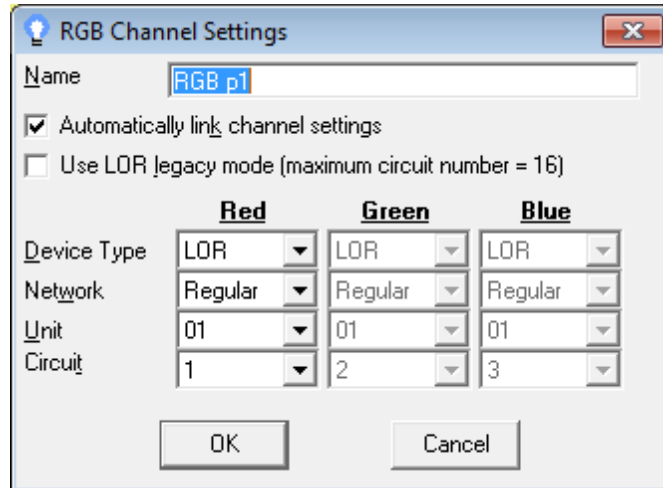 RGB Channel Settings
Name RGB p1
Automatically link channel settings
Use LOR legacy mode (maximum circuit number = 16)
Red Green Blue
Device Type LOR LOR LOR
Network Regular Regular Regular
Unit 01 01 01
Circuit 1 2 3
OK Cancel